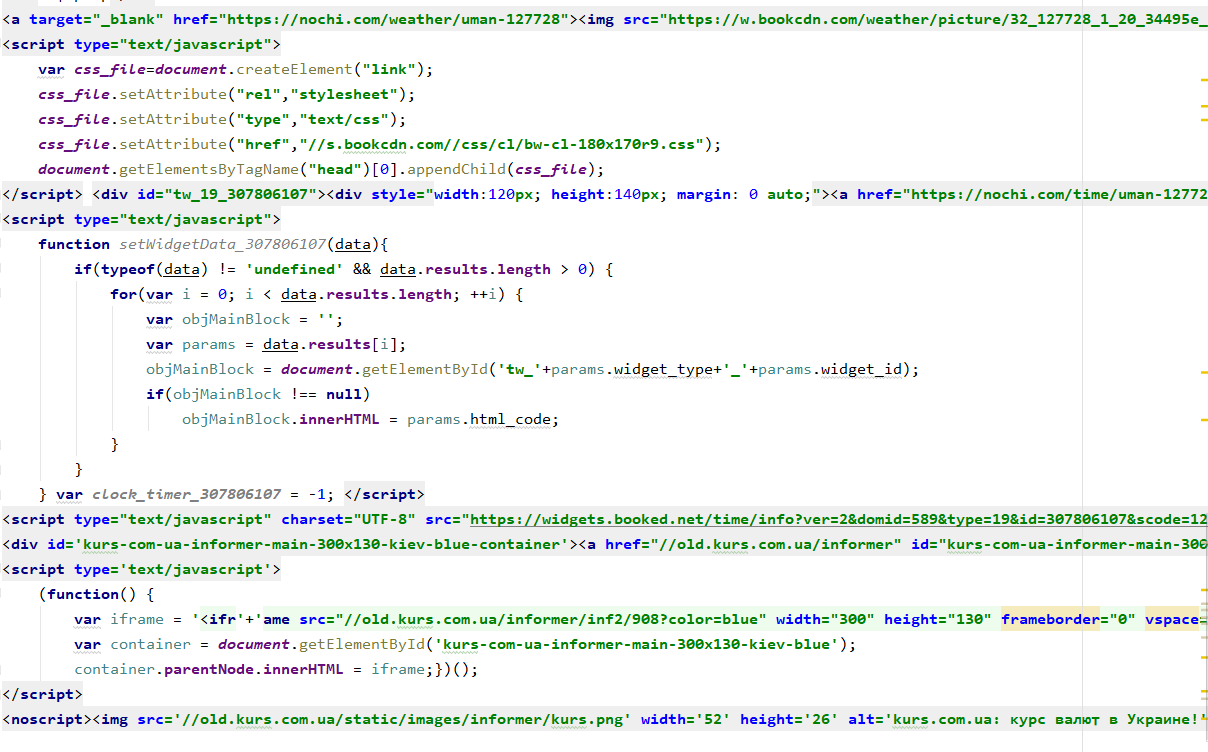 <a target="_blank" href="https://nochi.com/weather/uman-127728"><img src="https://w.bookcdn.com/weather/picture/32_127728_1_20_34495e_
<script type="text/javascript">
var css_file=document.createElement("link");
css_file.setAttribute("rel","stylesheet");
css_file.setAttribute("type","text/css");
css_file.setAttribute("href","//s.bookcdn.com//css/cl/bw-cl-180x170r9.css");
document.getElementsByTagName("head")[0].appendChild(css_file);
</script> <div id="tw_19_307806107"><div style="width:120px; height:140px; margin: 0 auto;"><a href="https://nochi.com/time/uman-12772
<script type="text/javascript">
function setWidgetData_307806107(data){
if(typeof(data) != 'undefined' && data.results.length > 0) {
for(var i = 0; i < data.results.length; ++i) {
var objMainBlock = '';
var params = data.results[i];
objMainBlock = document.getElementById('tw_'+params.widget_type+'_'+params.widget_id);
if(objMainBlock !== null)
objMainBlock.innerHTML = params.html_code;
}
}
} var clock_timer_307806107 = -1; </script>
<script type="text/javascript" charset="UTF-8" src="https://widgets.booked.net/time/info?ver=2&domid=589&type=19&id=307806107&scode=12
<div id='kurs-com-ua-informer-main-300x130-kiev-blue-container'><a href="//old.kurs.com.ua/informer" id="kurs-com-ua-informer-main-300
<script type='text/javascript'>
(function() {
var iframe = '<ifr'+'ame src="//old.kurs.com.ua/informer/inf2/908?color=blue" width="300" height="130" frameborder="0" vspace=
var container = document.getElementById('kurs-com-ua-informer-main-300x130-kiev-blue');
container.parentNode.innerHTML = iframe;})();
</script>
<noscript><img src='//old.kurs.com.ua/static/images/informer/kurs.png' width='52' height='26' alt='kurs.com.ua: курс валют в Украине!'